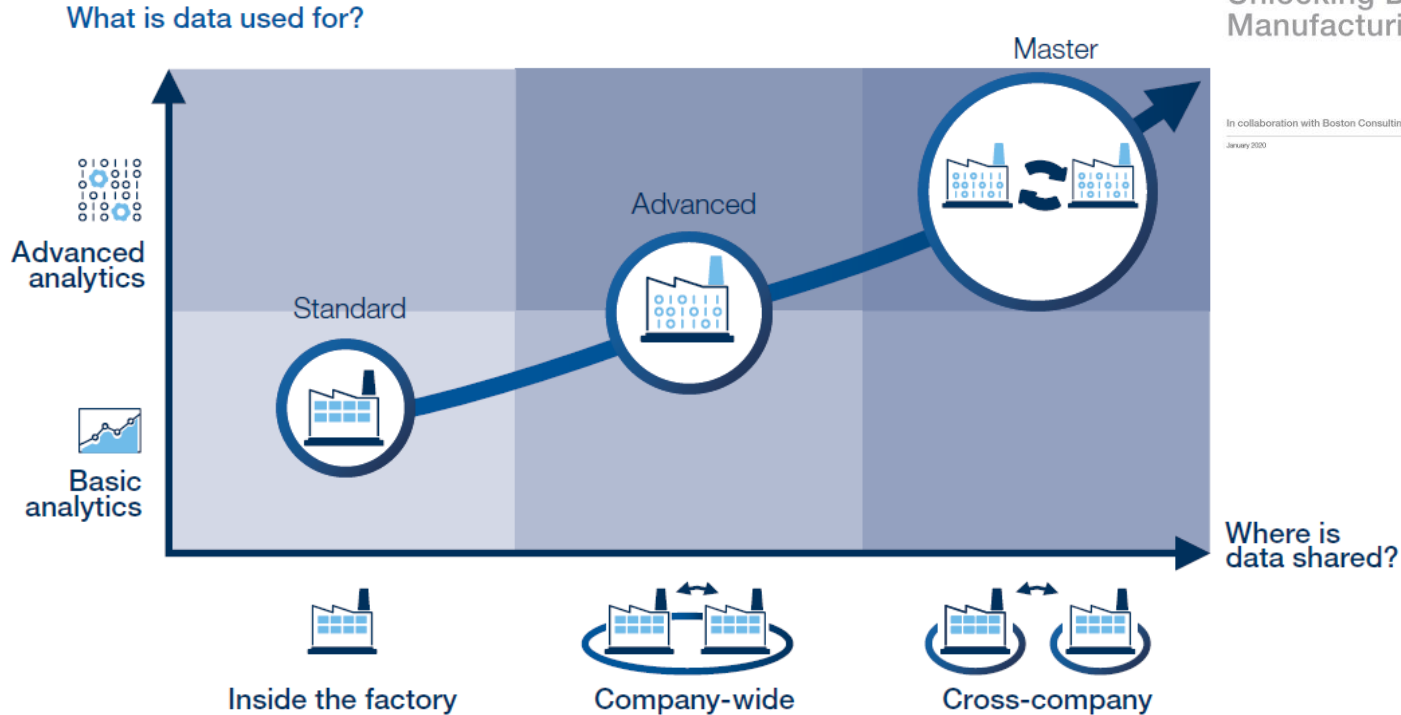 What is data used for?
Manufacturi
In collaboration with Boston Consultin
January 2020
Master
Advanced
Standard
Advanced
analytics
Basic
analytics
Where is
data shared?
Inside the factory
Company-wide
Cross-company